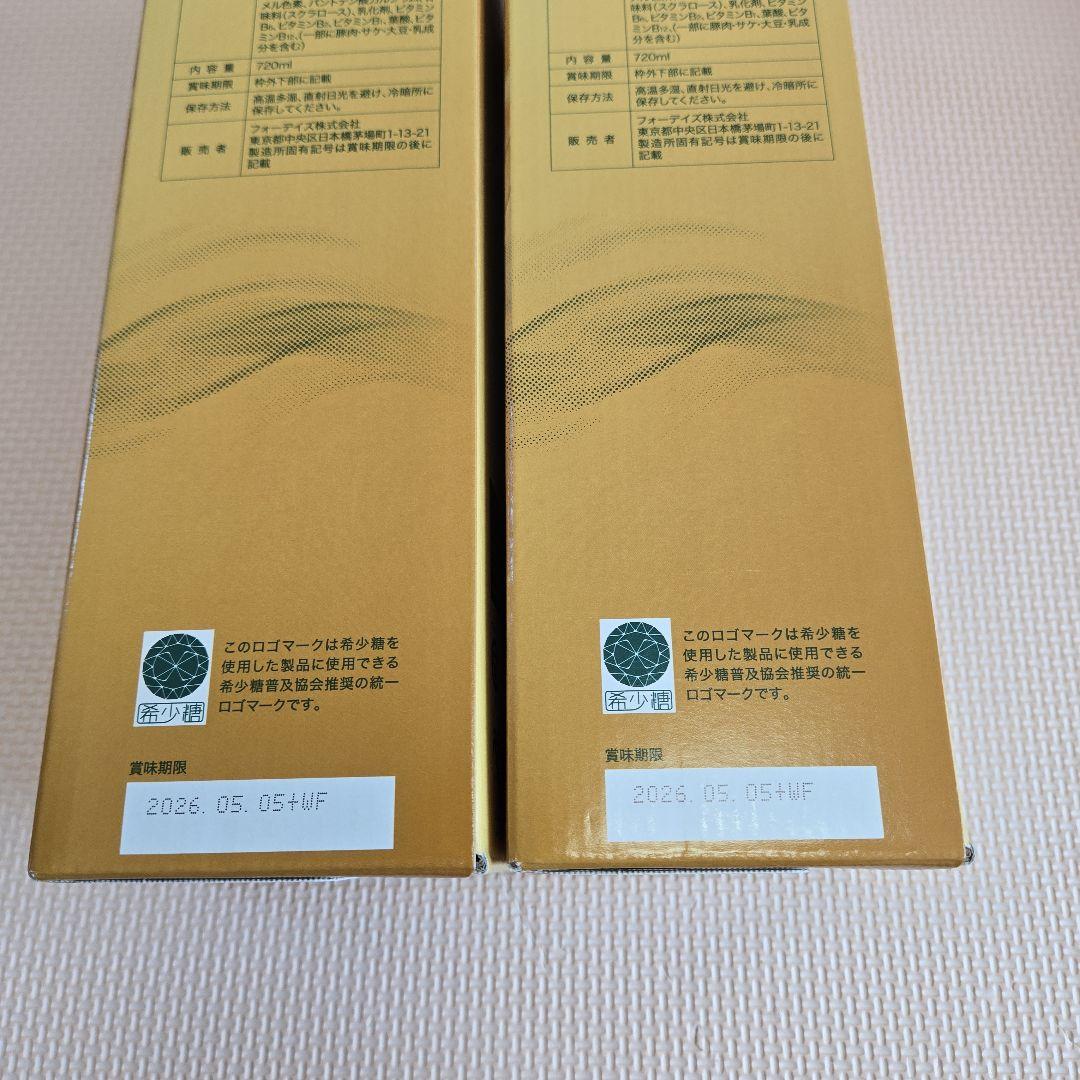 味料(スクラロース)、乳化剤、ビタミン
B₆、ビタミンB₂、ビタミンB₁、葉酸、ビタ
ミンB₁₂、(一部に豚肉・サケ・大豆・乳成
分を含む)
内容量 720ml
賞味期限 枠外下部に記載
保存方法 高温多湿、直射日光を避け、冷暗所に
保存してください。
販売者 フォーデイズ株式会社
東京都中央区日本橋茅場町1-13-21
製造所固有記号は賞味期限の後に
記載
このロゴマークは希少糖を
使用した製品に使用できる
希少糖普及協会推奨の統一
ロゴマークです。
希少糖
賞味期限
2026.05.05+WF
味料(スクラロース)、乳化剤、ビタミン
B₆、ビタミンB₂、ビタミンB₁、葉酸、ビタ
ミンB₁₂、(一部に豚肉・サケ・大豆・乳成
分を含む)
内容量 720ml
賞味期限 枠外下部に記載
保存方法 高温多湿、直射日光を避け、冷暗所に
保存してください。
販売者 フォーデイズ株式会社
東京都中央区日本橋茅場町1-13-21
製造所固有記号は賞味期限の後に
記載
このロゴマークは希少糖を
使用した製品に使用できる
希少糖普及協会推奨の統一
ロゴマークです。
希少糖
賞味期限
2026.05.05+WF